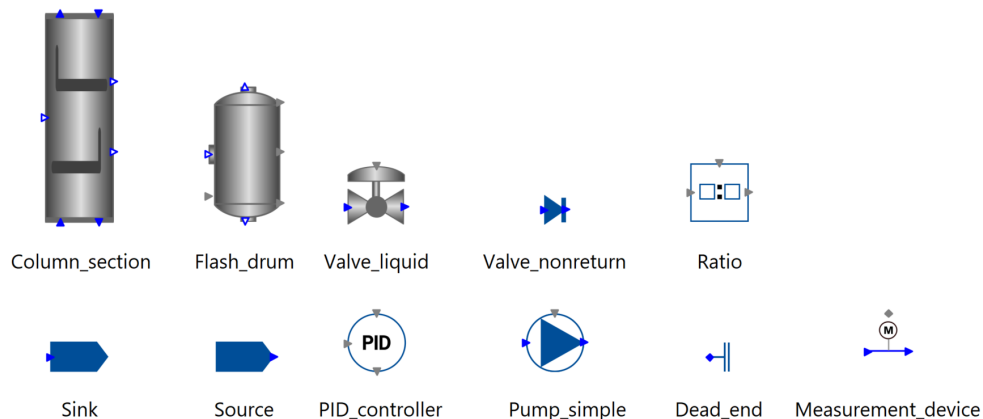 Column_section Flash_drum Valve_liquid Valve_nonreturn Ratio
PID
M
Sink Source PID_controller Pump_simple Dead_end Measurement_device